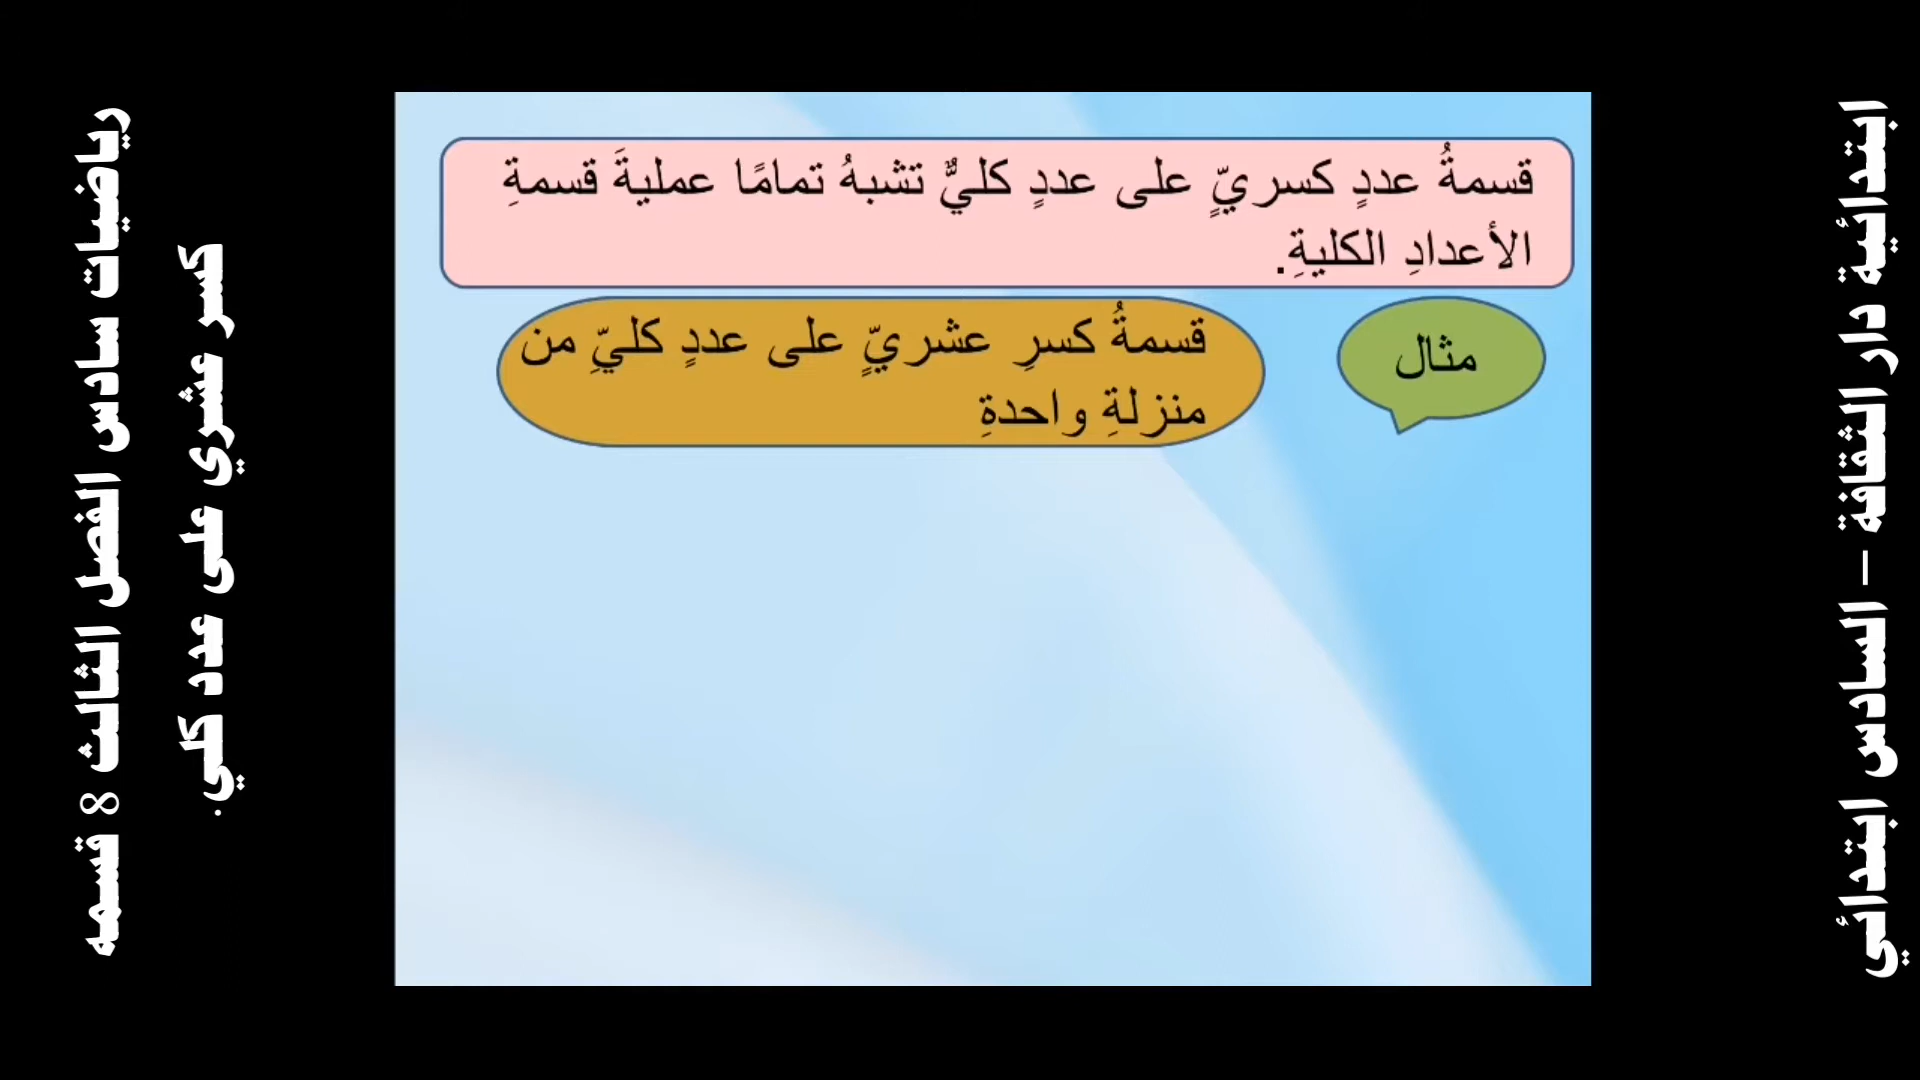 قسمةُ عددٍ كسريٍّ على عددٍ كليٌّ تشبهُ تمامًا عمليةَ قسمةِ
الأعدادِ الكليةِ.
مثال
قسمةُ كسرِ عشريٍّ على عددٍ كليِّ من
منزلةِ واحدةِ
ابتدائية دار الثقافة – السادس ابتدائي
رياضيات سادس الفصل الثالث 8 قسمه
كسر عشري على عدد كلي.